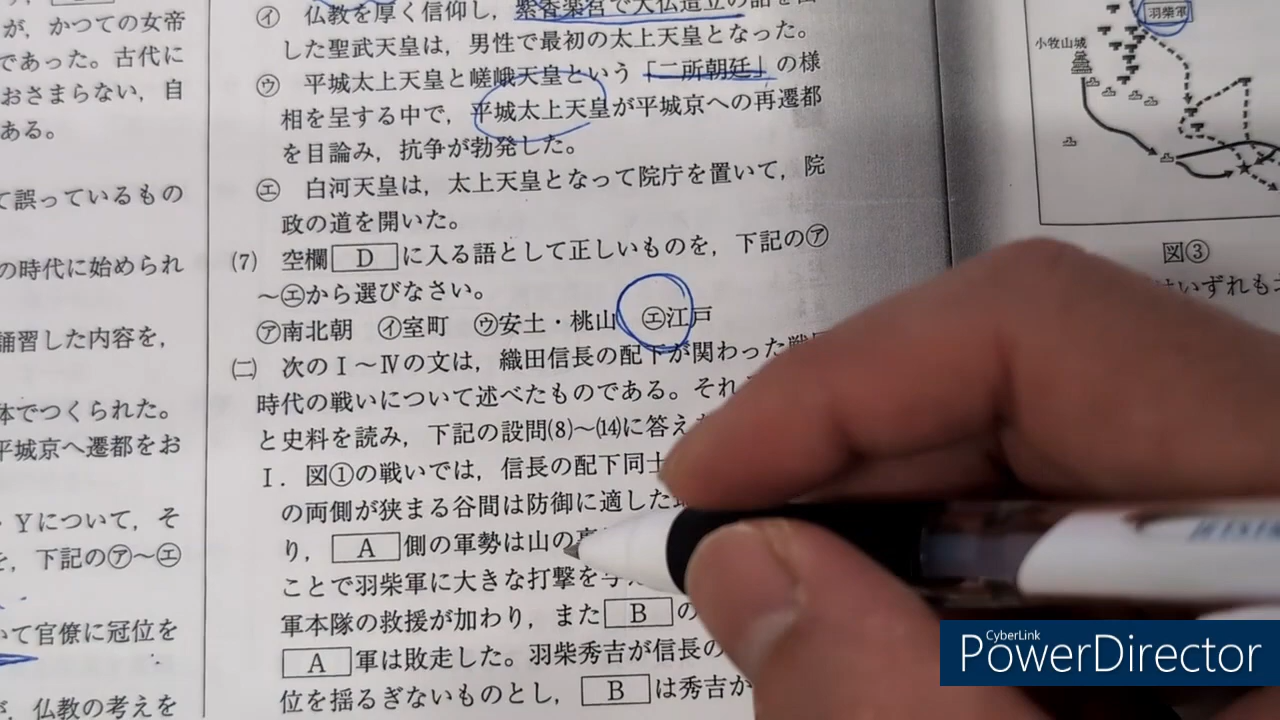 が，かつての女帝
であった。古代に
おさまらない，自
ある。
て誤っているもの
の時代に始められ
誦習した内容を，
体でつくられた。
平城京へ遷都をお
Yについて，そ
を，下記の㋐～㋓
いて官僚に冠位を
が，仏教の考えを
㋑ 仏教を厚く信仰し，紫香楽宮で大仏造立の詔を出
した聖武天皇は，男性で最初の太上天皇となった。
㋒ 平城太上天皇と嵯峨天皇という「二所朝廷」の様
相を呈する中で，平城太上天皇が平城京への再遷都
を目論み，抗争が勃発した。
㋓ 白河天皇は，太上天皇となって院庁を置いて，院
政の道を開いた。
(7) 空欄 D に入る語として正しいものを，下記の㋐
～㋓から選びなさい。
㋐南北朝 ㋑室町 ㋒安土・桃山 ㋓江戸
㈡ 次のⅠ～Ⅳの文は，織田信長の配下が関わった戦
時代の戦いについて述べたものである。それ
と史料を読み，下記の設問(8)～(14)に答え
Ⅰ．図①の戦いでは，信長の配下同士
の両側が狭まる谷間は防御に適した
り， A 側の軍勢は山の
ことで羽柴軍に大きな打撃を与え
軍本隊の救援が加わり，また B の
A 軍は敗走した。羽柴秀吉が信長の
位を揺るぎないものとし， B は秀吉か
羽柴軍
小牧山城
図③
はいずれも
CyberLink
PowerDirector